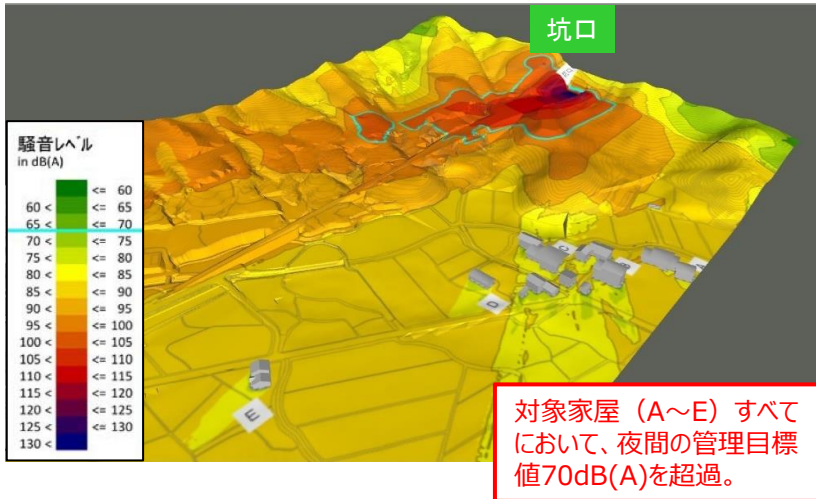 坑口
騒音レベル
in dB(A)
<= 60
60 < <= 65
65 < <= 70
70 < <= 75
75 < <= 80
80 < <= 85
85 < <= 90
90 < <= 95
95 < <= 100
100 < <= 105
105 < <= 110
110 < <= 115
115 < <= 120
120 < <= 125
125 < <= 130
130 <
C
D
E
対象家屋(A~E)すべて
において、夜間の管理目標
値70dB(A)を超過。